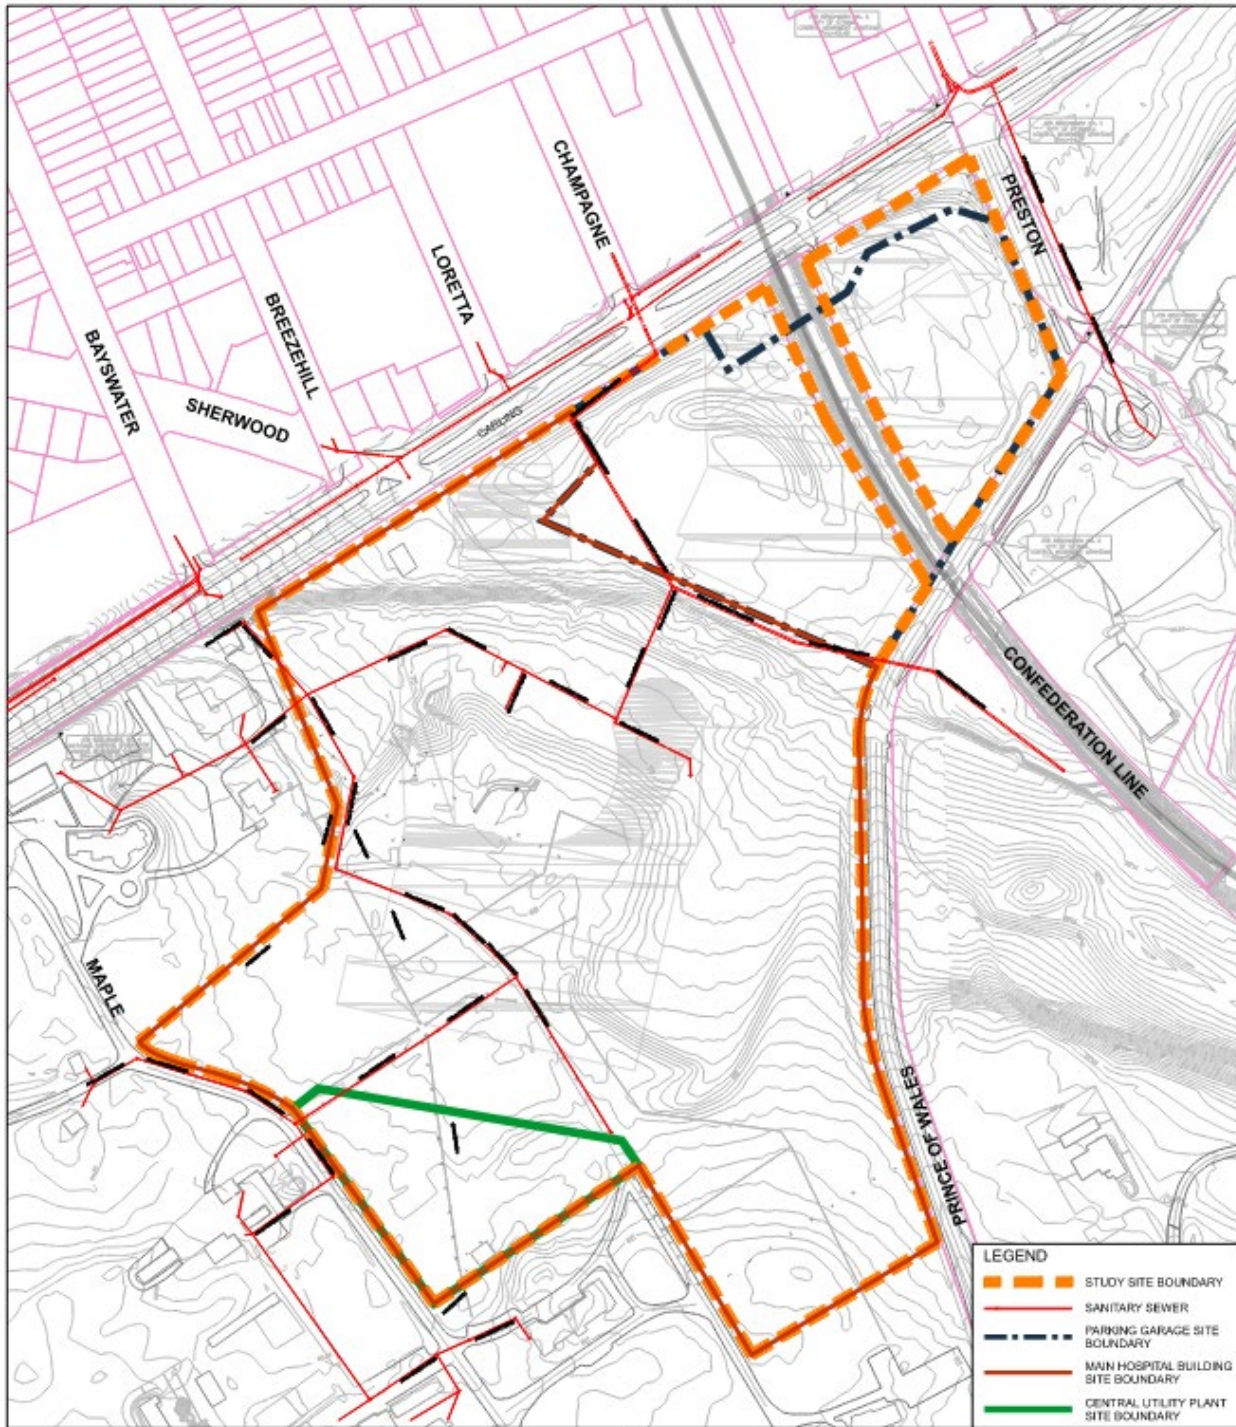 CHAMPAGNE
PRESTON
LORETTA
BREEZEHILL
BAYSWATER
SHERWOOD
CARLING
CONFEDERATION LINE
MAPLE
PRINCE OF WALES
LEGEND
STUDY SITE BOUNDARY
SANITARY SEWER
PARKING GARAGE SITE
BOUNDARY
MAIN HOSPITAL BUILDING
SITE BOUNDARY
CENTRAL UTILITY PLANT
SITE BOUNDARY